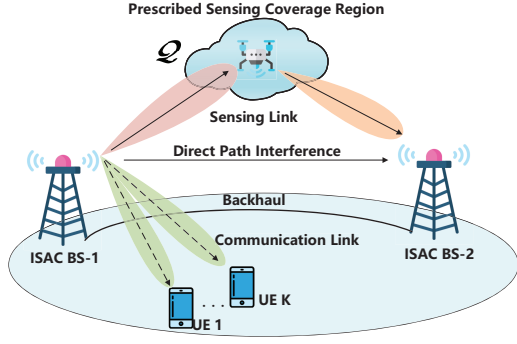 Prescribed Sensing Coverage Region
𝓠
Sensing Link
Direct Path Interference
Backhaul
ISAC BS-1
ISAC BS-2
Communication Link
UE 1
. . .
UE K